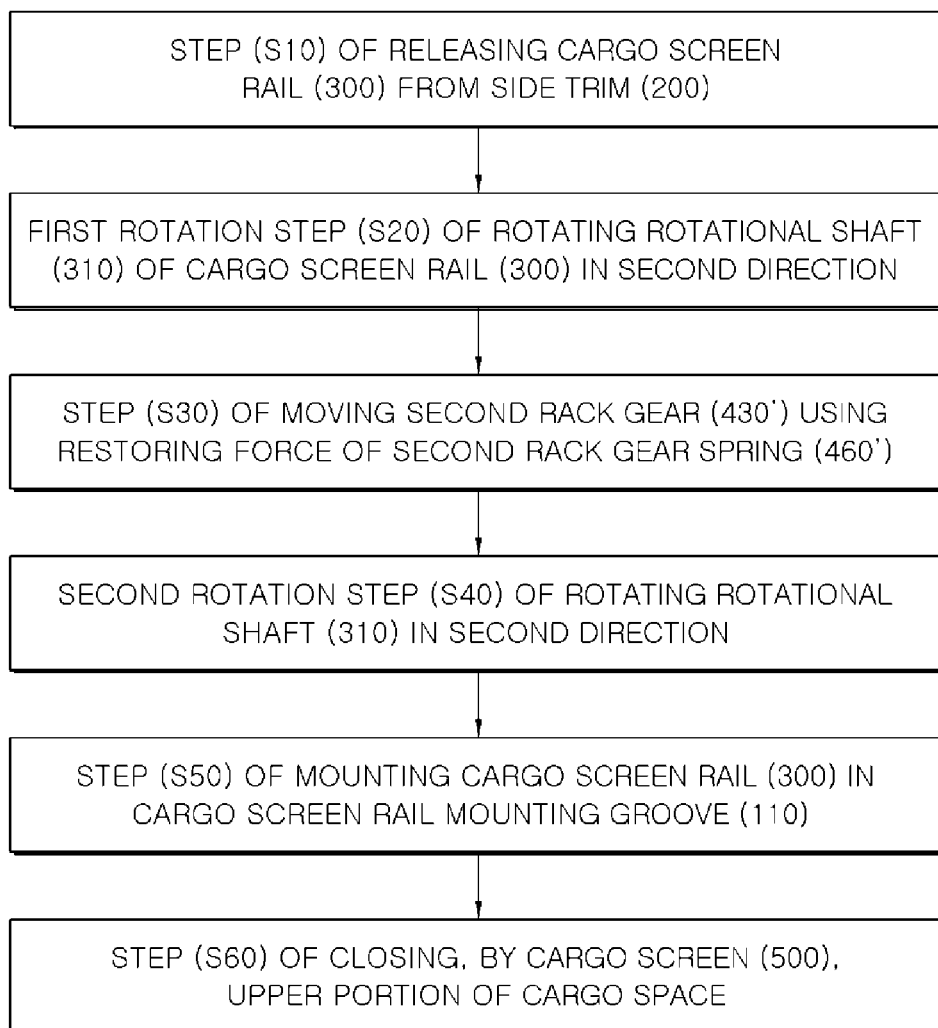 STEP (S10) OF RELEASING CARGO SCREEN
RAIL (300) FROM SIDE TRIM (200)
FIRST ROTATION STEP (S20) OF ROTATING ROTATIONAL SHAFT
(310) OF CARGO SCREEN RAIL (300) IN SECOND DIRECTION
STEP (S30) OF MOVING SECOND RACK GEAR (430') USING
RESTORING FORCE OF SECOND RACK GEAR SPRING (460')
SECOND ROTATION STEP (S40) OF ROTATING ROTATIONAL
SHAFT (310) IN SECOND DIRECTION
STEP (S50) OF MOUNTING CARGO SCREEN RAIL (300) IN
CARGO SCREEN RAIL MOUNTING GROOVE (110)
STEP (S60) OF CLOSING, BY CARGO SCREEN (500),
UPPER PORTION OF CARGO SPACE